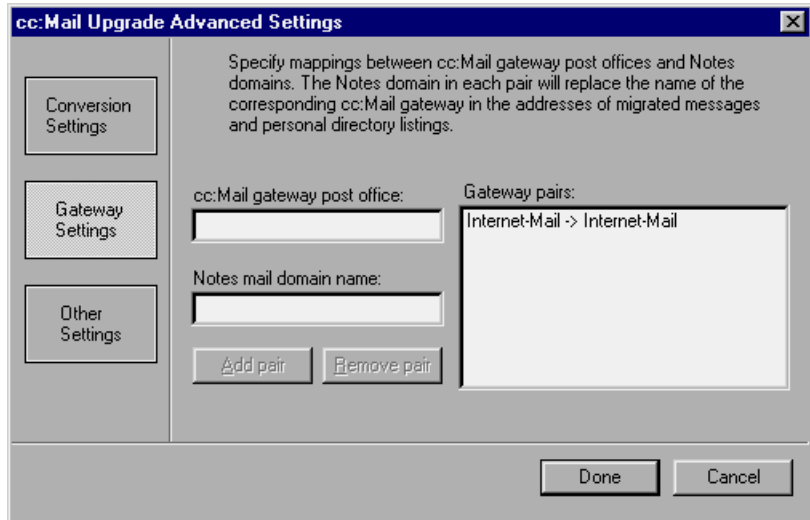 cc:Mail Upgrade Advanced Settings
Specify mappings between cc:Mail gateway post offices and Notes
domains. The Notes domain in each pair will replace the name of the
corresponding cc:Mail gateway in the addresses of migrated messages
and personal directory listings.
Conversion
Settings
Gateway
Settings
Other
Settings
cc:Mail gateway post office:
Notes mail domain name:
Add pair
Remove pair
Gateway pairs:
Internet-Mail -> Internet-Mail
Done
Cancel